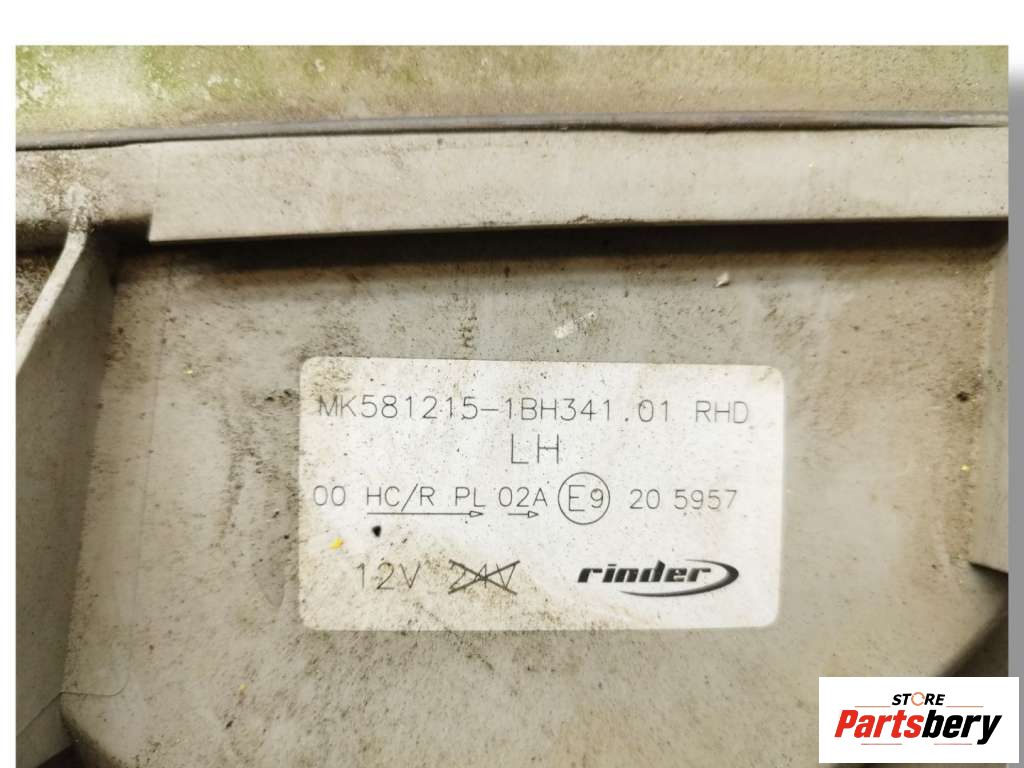 MK581215-1BH341.01 RHD
LH
00 HC/R PL 02A E9 20 5957
12V 24V
rinder
STORE
Partsbery